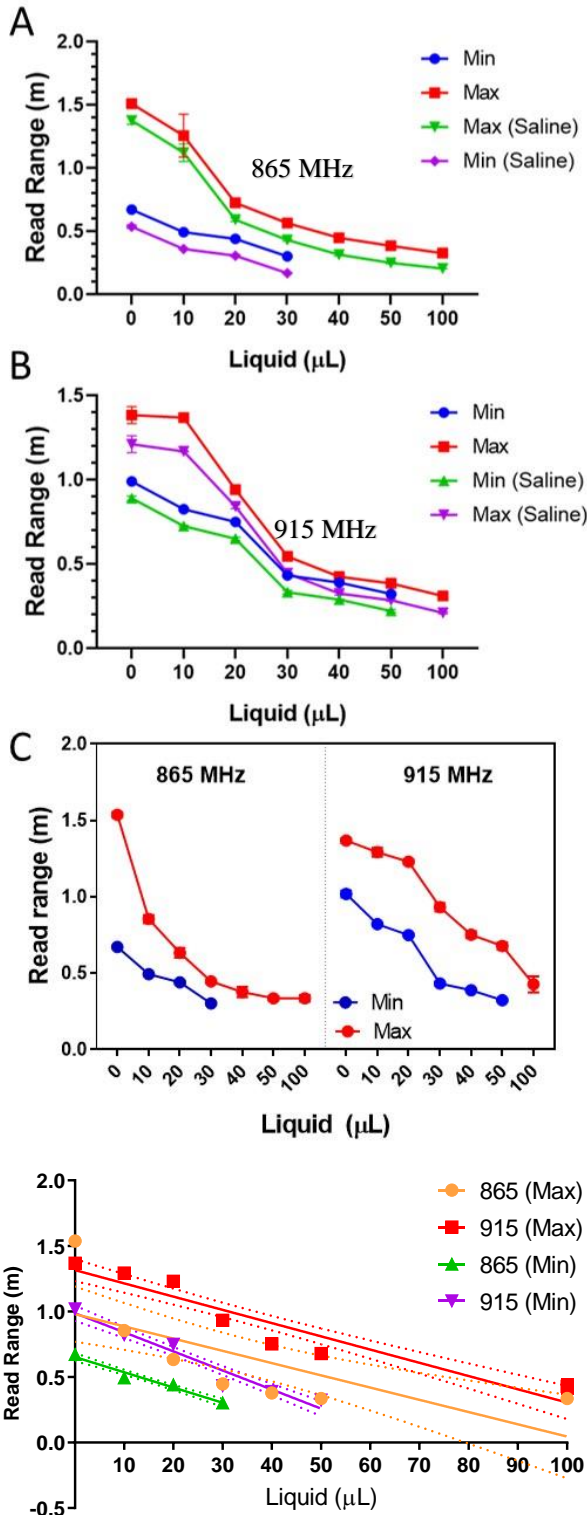 A
2.0
1.5
1.0
0.5
0.0
Read Range (m)
Min
Max
Max (Saline)
Min (Saline)
865 MHz
0 10 20 30 40 50 100
Liquid (μL)
B
1.5
1.0
0.5
0.0
Read Range (m)
Min
Max
Min (Saline)
Max (Saline)
915 MHz
0 10 20 30 40 50 100
Liquid (μL)
C
2.0
1.5
1.0
0.5
0.0
Read range (m)
865 MHz
915 MHz
Min
Max
0 10 20 30 40 50 100 0 10 20 30 40 50 100
Liquid (μL)
2.0
1.5
1.0
0.5
0.0
-0.5
Read Range (m)
865 (Max)
915 (Max)
865 (Min)
915 (Min)
10 20 30 40 50 60 70 80 90 100
Liquid (μL)